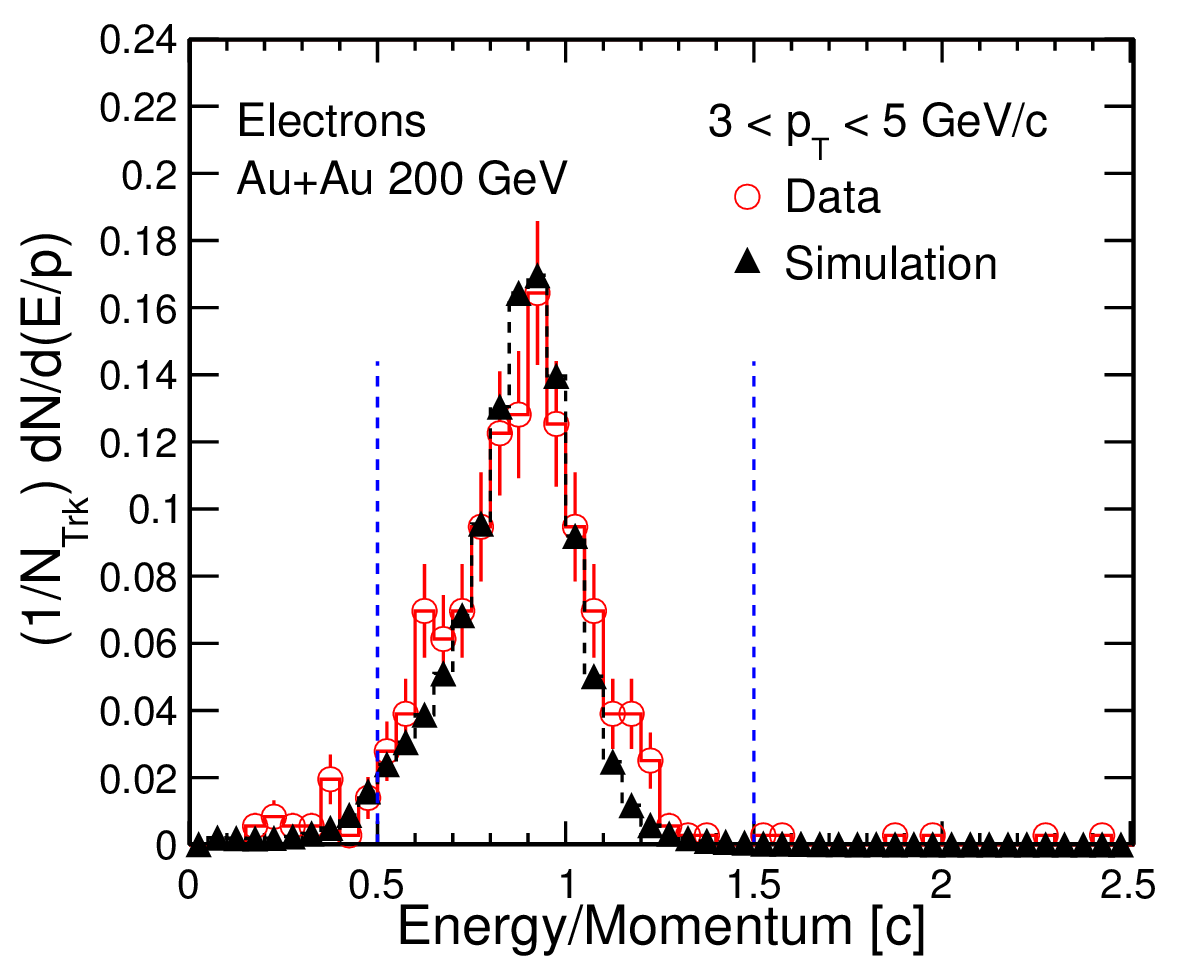 0.24
0.22
0.2
0.18
0.16
0.14
0.12
0.1
0.08
0.06
0.04
0.02
0
(1/N_Trk) dN/d(E/p)
Electrons
Au+Au 200 GeV
3 < p_T < 5 GeV/c
Data
Simulation
0 0.5 1 1.5 2 2.5
Energy/Momentum [c]